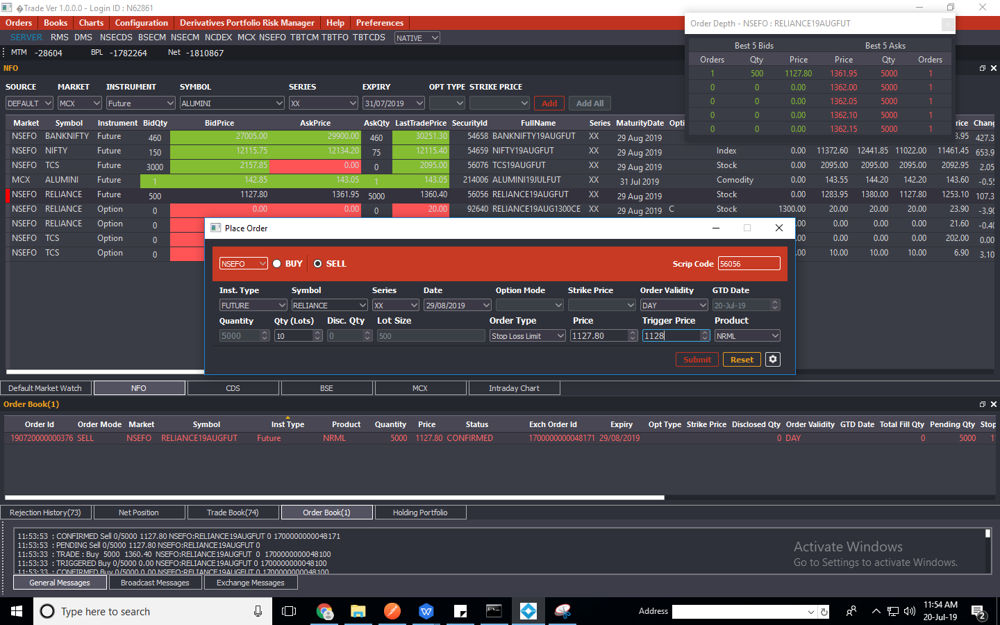 �Trade Ver 1.0.0.0 - Login ID : N62861
Orders Books Charts Configuration Derivatives Portfolio Risk Manager Help Preferences
SERVER RMS DMS NSECDS BSECM NSECM NCDEX MCX NSEFO TBTCM TBTFO TBTCDS NATIVE
MTM -28604 BPL -1782264 Net -1810867
Order Depth - NSEFO : RELIANCE19AUGFUT
Best 5 Bids Best 5 Asks
Orders Qty Price Price Qty Orders
1 500 1127.80 1361.95 5000 1
0 0 0.00 1362.00 5000 1
0 0 0.00 1362.05 5000 1
0 0 0.00 1362.10 5000 1
0 0 0.00 1362.15 5000 1
NFO
SOURCE MARKET INSTRUMENT SYMBOL SERIES EXPIRY OPT TYPE STRIKE PRICE
DEFAULT MCX Future ALUMINI XX 31/07/2019 Add Add All
Market Symbol Instrument BidQty BidPrice AskPrice AskQty LastTradePrice SecurityId FullName Series MaturityDate Opti rice Chang
NSEFO BANKNIFTY Future 460 27005.00 29900.00 460 30251.30 54658 BANKNIFTY19AUGFUT XX 29 Aug 2019 3.95 427.3
NSEFO NIFTY Future 150 12115.75 12134.20 75 12115.40 54659 NIFTY19AUGFUT XX 29 Aug 2019 Index 0.00 11372.60 12441.85 11022.00 11461.45 653.9
NSEFO TCS Future 3000 2157.85 0.00 0 2095.00 56076 TCS19AUGFUT XX 29 Aug 2019 Stock 0.00 2095.00 2095.00 2095.00 2092.95 2.05
MCX ALUMINI Future 1 142.85 143.05 1 143.05 214006 ALUMINI19JULFUT XX 31 Jul 2019 Comodity 0.00 143.55 144.20 142.20 143.60 -0.55
NSEFO RELIANCE Future 500 1127.80 1361.95 5000 1360.40 56056 RELIANCE19AUGFUT XX 29 Aug 2019 Stock 0.00 1283.95 1380.00 1127.80 1253.10 107.3
NSEFO RELIANCE Option 0 0.00 0.00 0 20.00 92640 RELIANCE19AUG1300CE XX 29 Aug 2019 C Stock 1300.00 20.00 20.00 20.00 23.90 -3.90
NSEFO RELIANCE Option 0 .00 0.00 0.00 0.00 21.60 -0.40
NSEFO TCS Option 0 .00 0.00 0.00 0.00 202.00 0.00
NSEFO TCS Option 0 .00 10.00 10.00 10.00 6.90 3.10
Place Order
NSEFO BUY SELL Scrip Code 56056
Inst. Type Symbol Series Date Option Mode Strike Price Order Validity GTD Date
FUTURE RELIANCE XX 29/08/2019 DAY 20-Jul-19
Quantity Qty (Lots) Disc. Qty Lot Size Order Type Price Trigger Price Product
5000 10 0 500 Stop Loss Limit 1127.80 1128 NRML
Submit Reset
Default Market Watch NFO CDS BSE MCX Intraday Chart
Order Book(1)
Order Id Order Mode Market Symbol Inst Type Product Quantity Price Status Exch Order Id Expiry Opt Type Strike Price Disclosed Qty Order Validity GTD Date Total Fill Qty Pending Qty Stop
190720000000376 SELL NSEFO RELIANCE19AUGFUT Future NRML 5000 1127.80 CONFIRMED 1700000000048171 29/08/2019 0 DAY 0 5000 1
Rejection History(73) Net Position Trade Book(74) Order Book(1) Holding Portfolio
11:53:53 : CONFIRMED Sell 0/5000 1127.80 NSEFO:RELIANCE19AUGFUT 0 1700000000048171
11:53:53 : PENDING Sell 0/5000 1127.80 NSEFO:RELIANCE19AUGFUT 0
11:53:33 : TRADE : Buy 5000 1360.40 NSEFO:RELIANCE19AUGFUT 0 1700000000048100
11:53:33 : TRIGGERED Buy 0/5000 0.00 NSEFO:RELIANCE19AUGFUT 0 1700000000048100
11:53:33 : CONFIRMED Buy 0/5000 0.00 NSEFO:RELIANCE19AUGFUT 0 1700000000048100
Activate Windows
Go to Settings to activate Windows.
General Messages Broadcast Messages Exchange Messages
Type here to search Address 11:54 AM
20-Jul-19 2